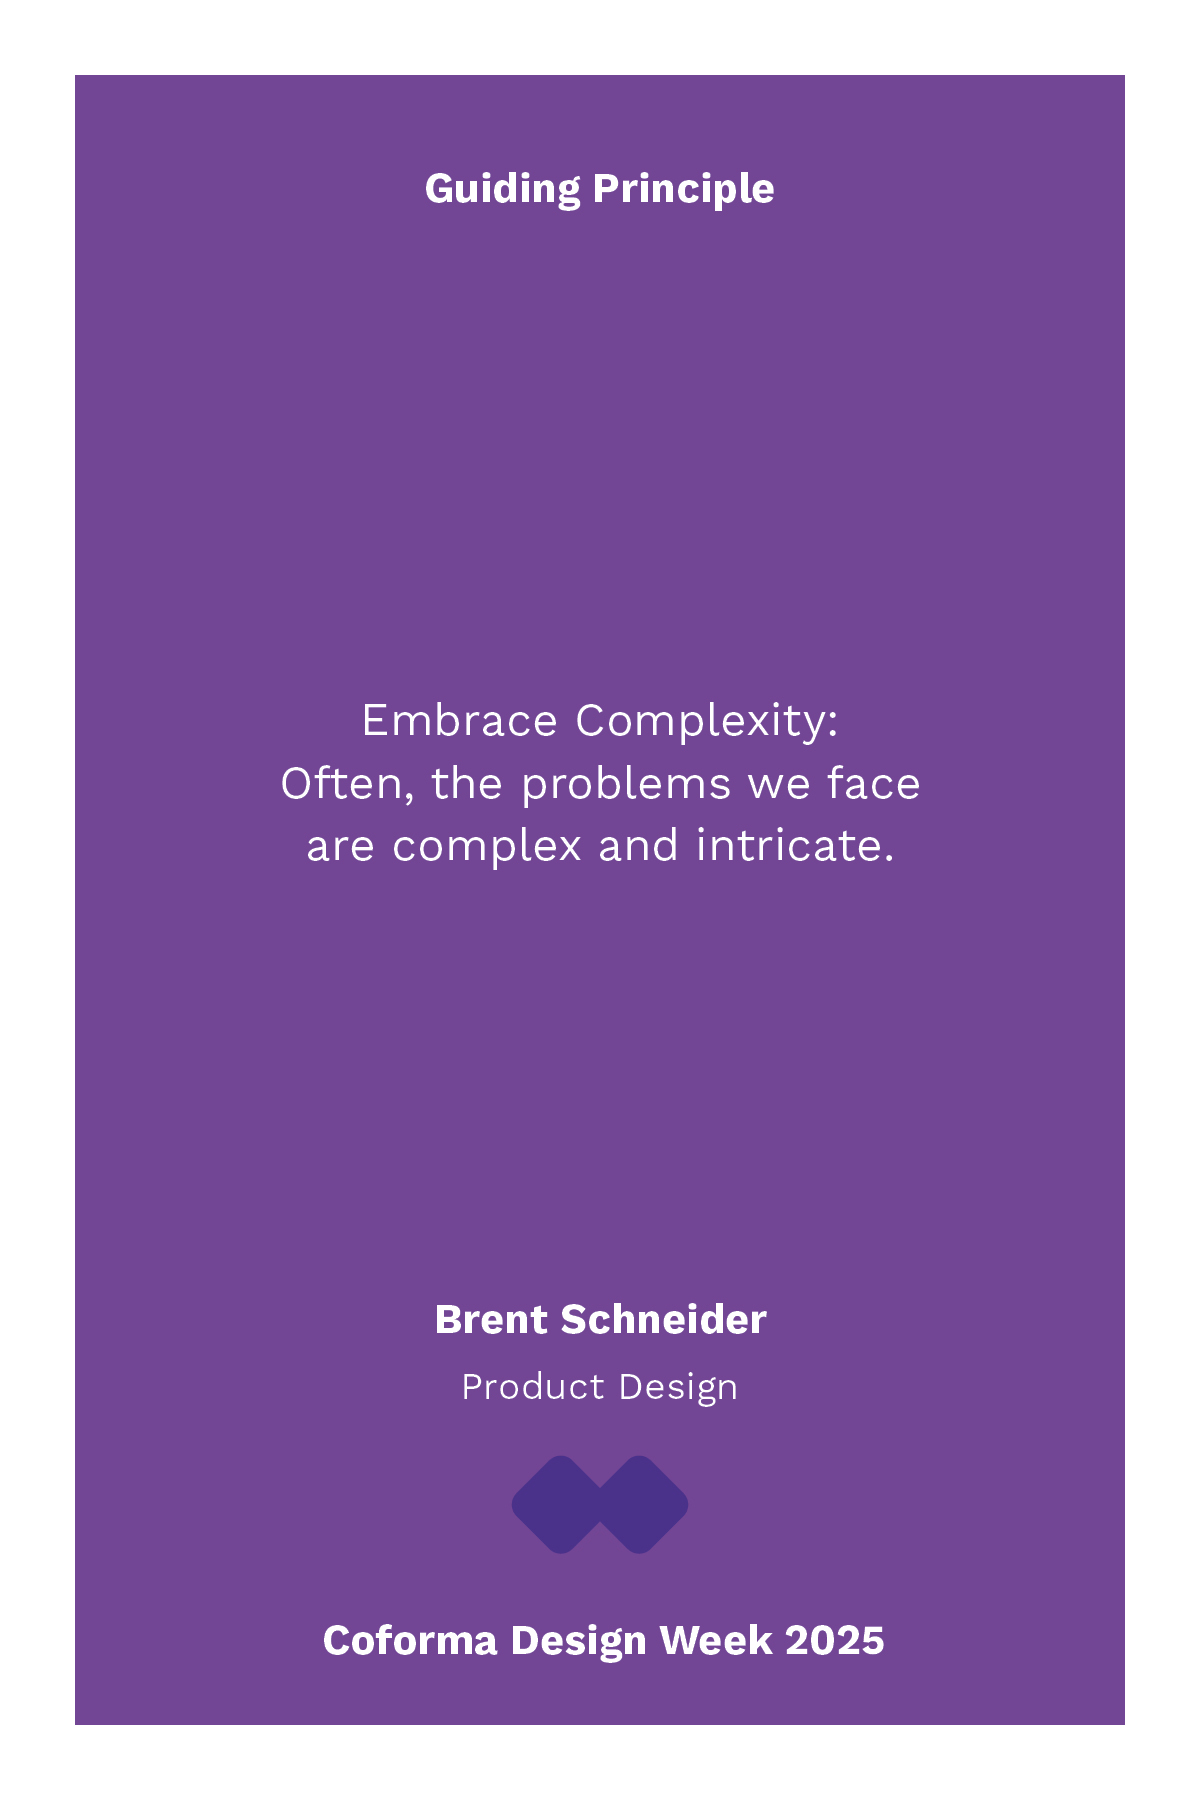 Guiding Principle
Embrace Complexity:
Often, the problems we face
are complex and intricate.
Brent Schneider
Product Design
Coforma Design Week 2025